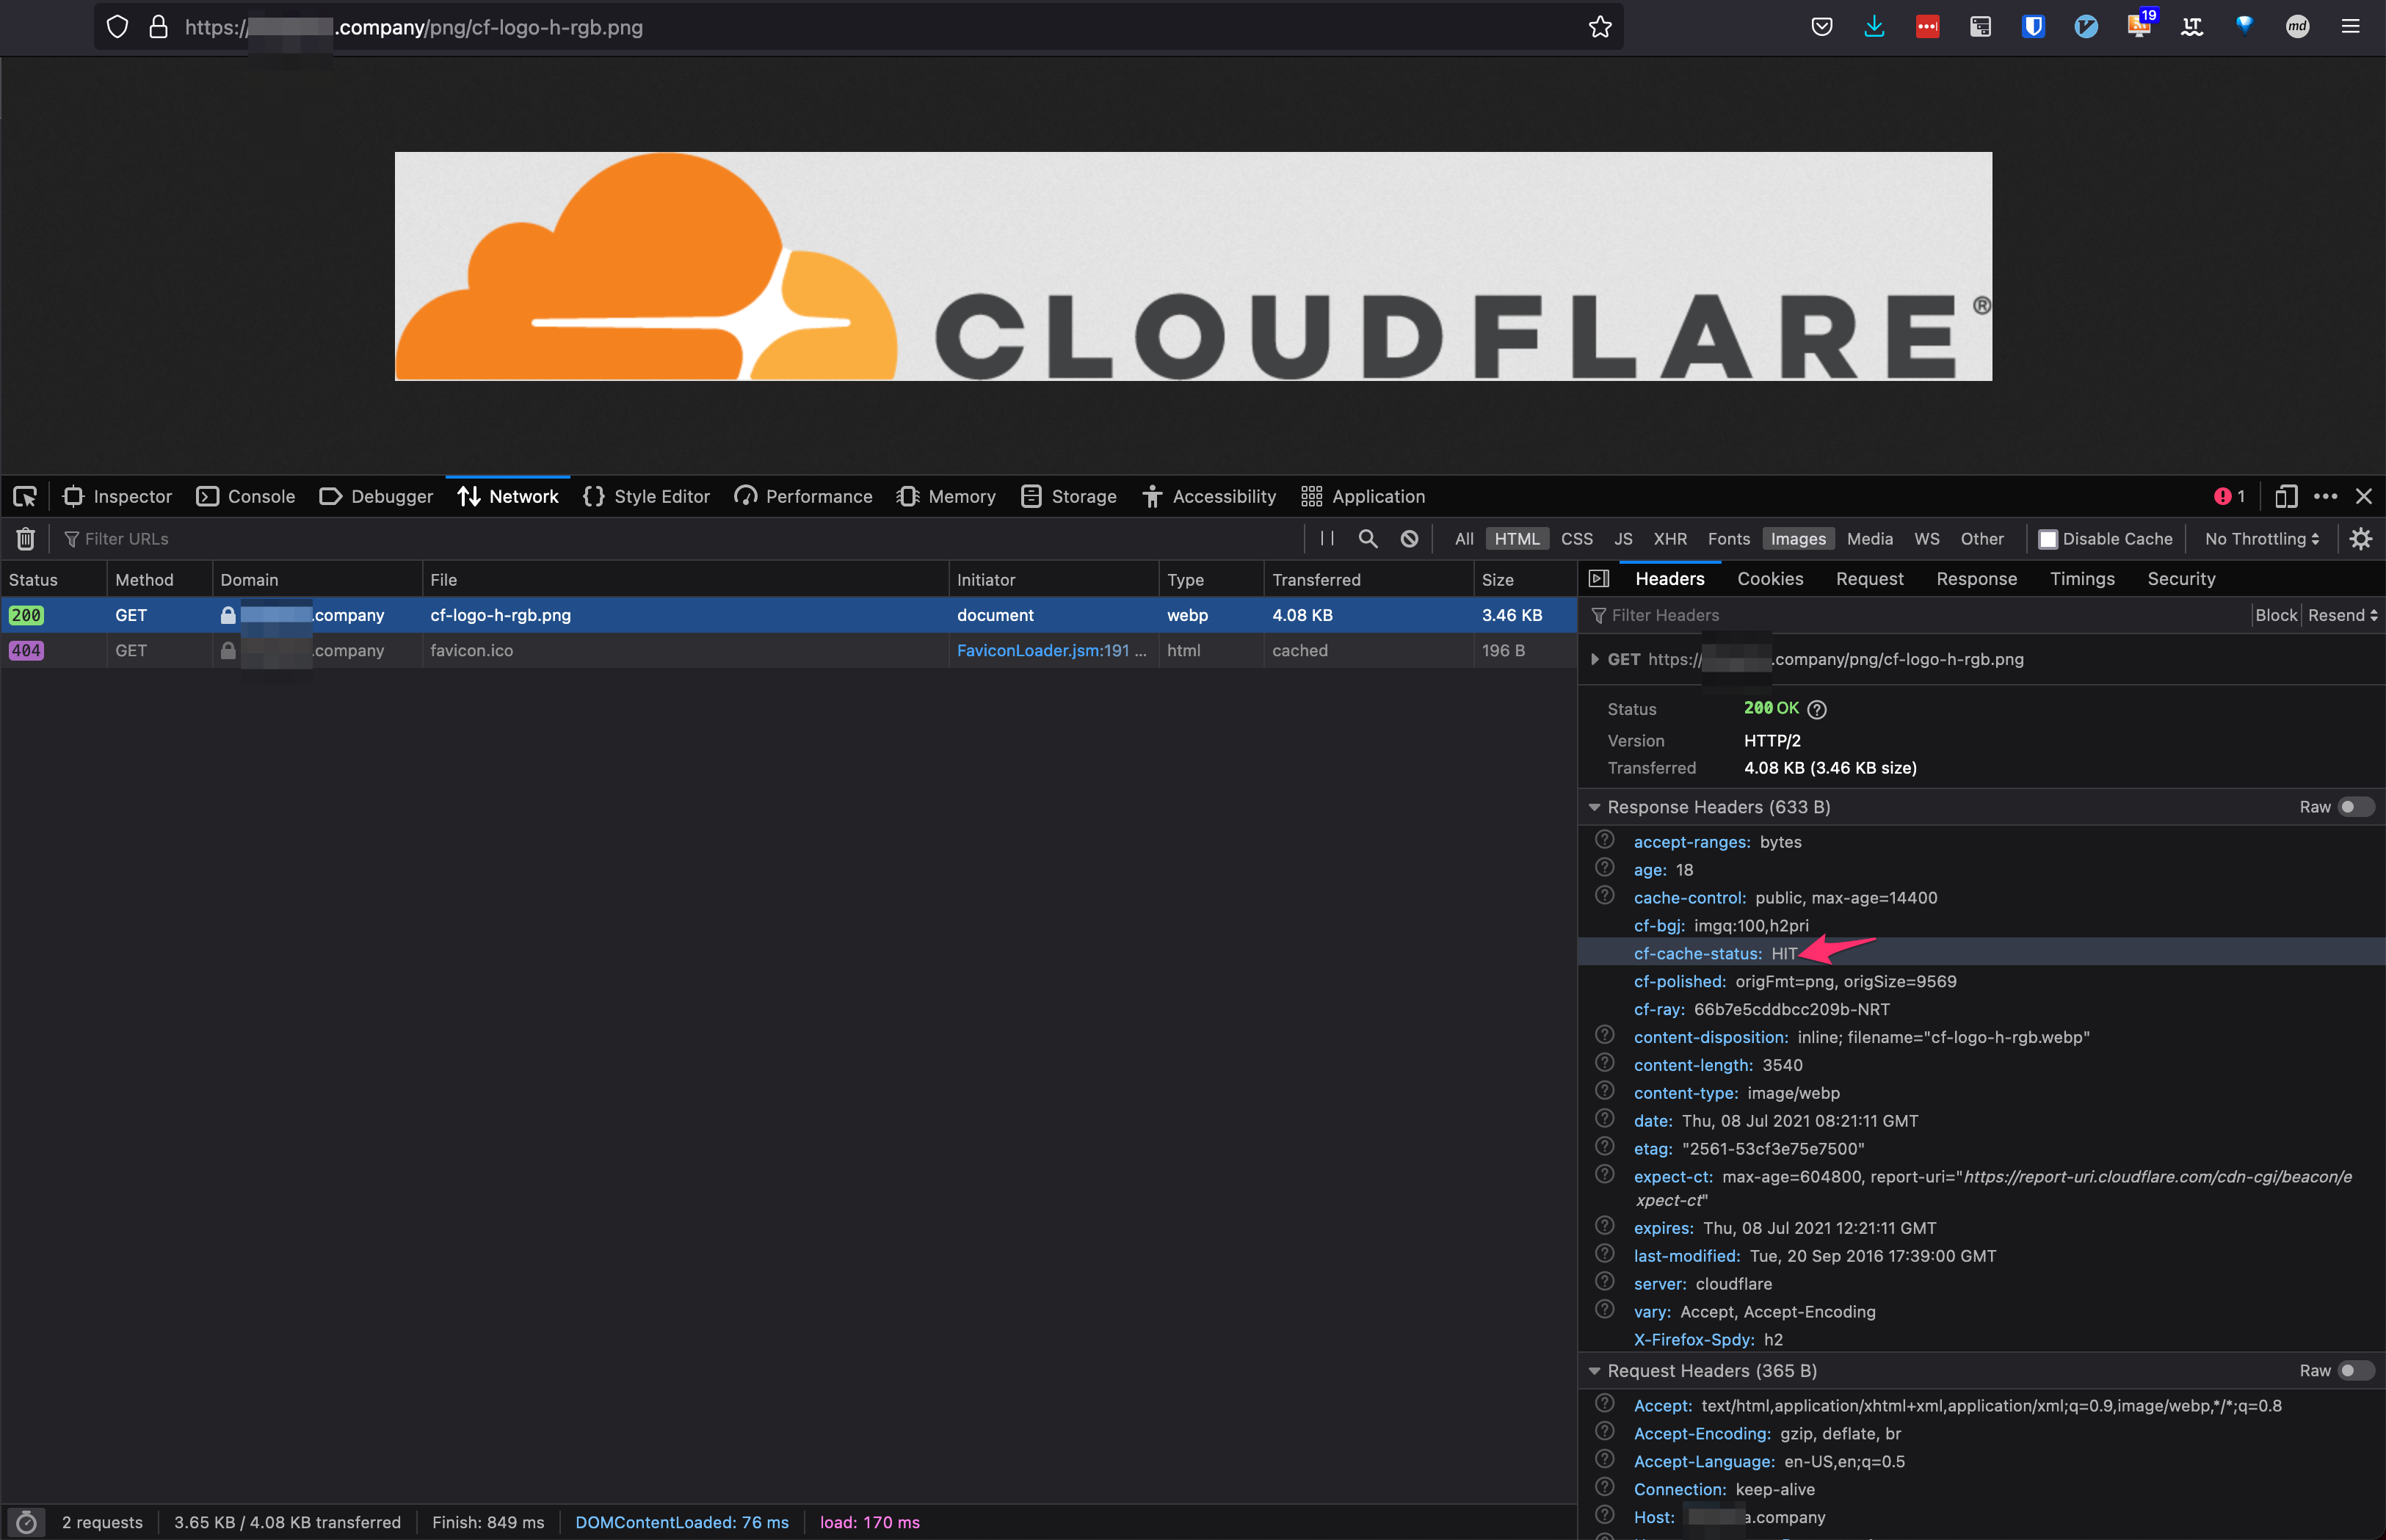 https:// .company/png/cf-logo-h-rgb.png
19
md
CLOUDFLARE®
Inspector Console Debugger Network Style Editor Performance Memory Storage Accessibility Application 1
Filter URLs All HTML CSS JS XHR Fonts Images Media WS Other Disable Cache No Throttling
Status Method Domain File Initiator Type Transferred Size
200 GET .company cf-logo-h-rgb.png document webp 4.08 KB 3.46 KB
404 GET .company favicon.ico FaviconLoader.jsm:191 ... html cached 196 B
Headers Cookies Request Response Timings Security
Filter Headers Block Resend
GET https:// .company/png/cf-logo-h-rgb.png
Status 200 OK
Version HTTP/2
Transferred 4.08 KB (3.46 KB size)
Response Headers (633 B) Raw
accept-ranges: bytes
age: 18
cache-control: public, max-age=14400
cf-bgj: imgq:100,h2pri
cf-cache-status: HIT
cf-polished: origFmt=png, origSize=9569
cf-ray: 66b7e5cddbcc209b-NRT
content-disposition: inline; filename="cf-logo-h-rgb.webp"
content-length: 3540
content-type: image/webp
date: Thu, 08 Jul 2021 08:21:11 GMT
etag: "2561-53cf3e75e7500"
expect-ct: max-age=604800, report-uri="https://report-uri.cloudflare.com/cdn-cgi/beacon/e
xpect-ct"
expires: Thu, 08 Jul 2021 12:21:11 GMT
last-modified: Tue, 20 Sep 2016 17:39:00 GMT
server: cloudflare
vary: Accept, Accept-Encoding
X-Firefox-Spdy: h2
Request Headers (365 B) Raw
Accept: text/html,application/xhtml+xml,application/xml;q=0.9,image/webp,*/*;q=0.8
Accept-Encoding: gzip, deflate, br
Accept-Language: en-US,en;q=0.5
Connection: keep-alive
Host: a.company
2 requests 3.65 KB / 4.08 KB transferred Finish: 849 ms DOMContentLoaded: 76 ms load: 170 ms